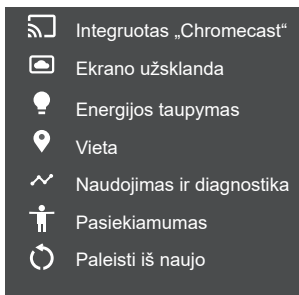 Integruotas „Chromecast“
Ekrano užsklanda
Energijos taupymas
Vieta
Naudojimas ir diagnostika
Pasiekiamumas
Paleisti iš naujo